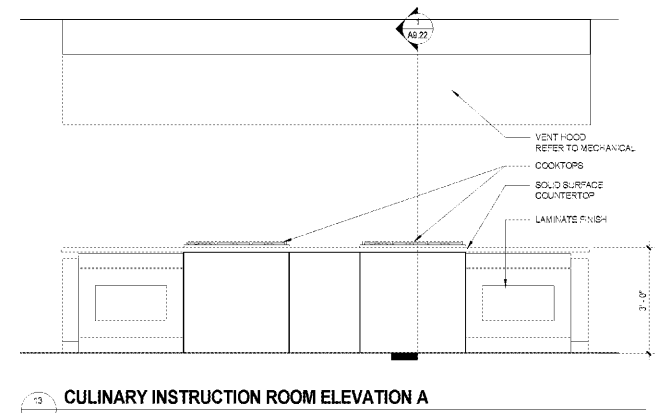 1
A9.22
VENT HOOD
REFER TO MECHANICAL
COOKTOPS
SOLID SURFACE
COUNTERTOP
LAMINATE FINISH
3'-0"
13 CULINARY INSTRUCTION ROOM ELEVATION A